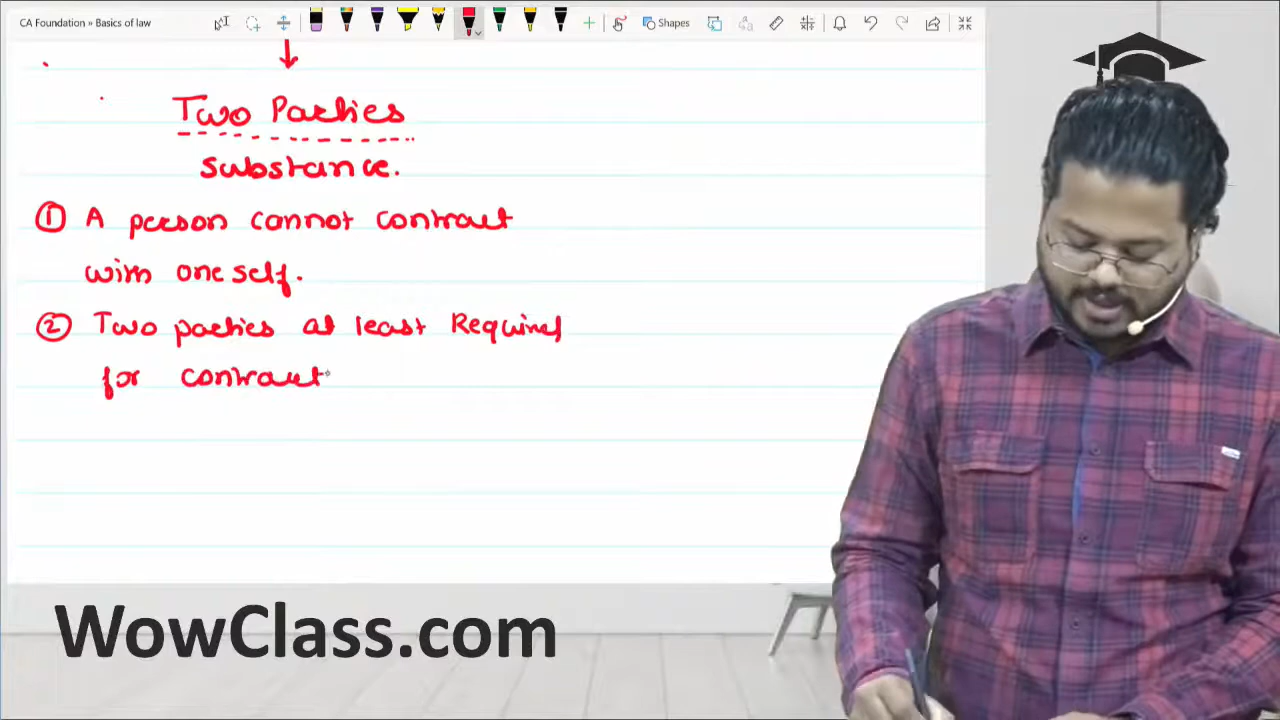 CA Foundation » Basics of law
Shapes
Two Parties
substance.
① A person cannot contract
with oneself.
② Two parties at least Required
for contract
WowClass.com